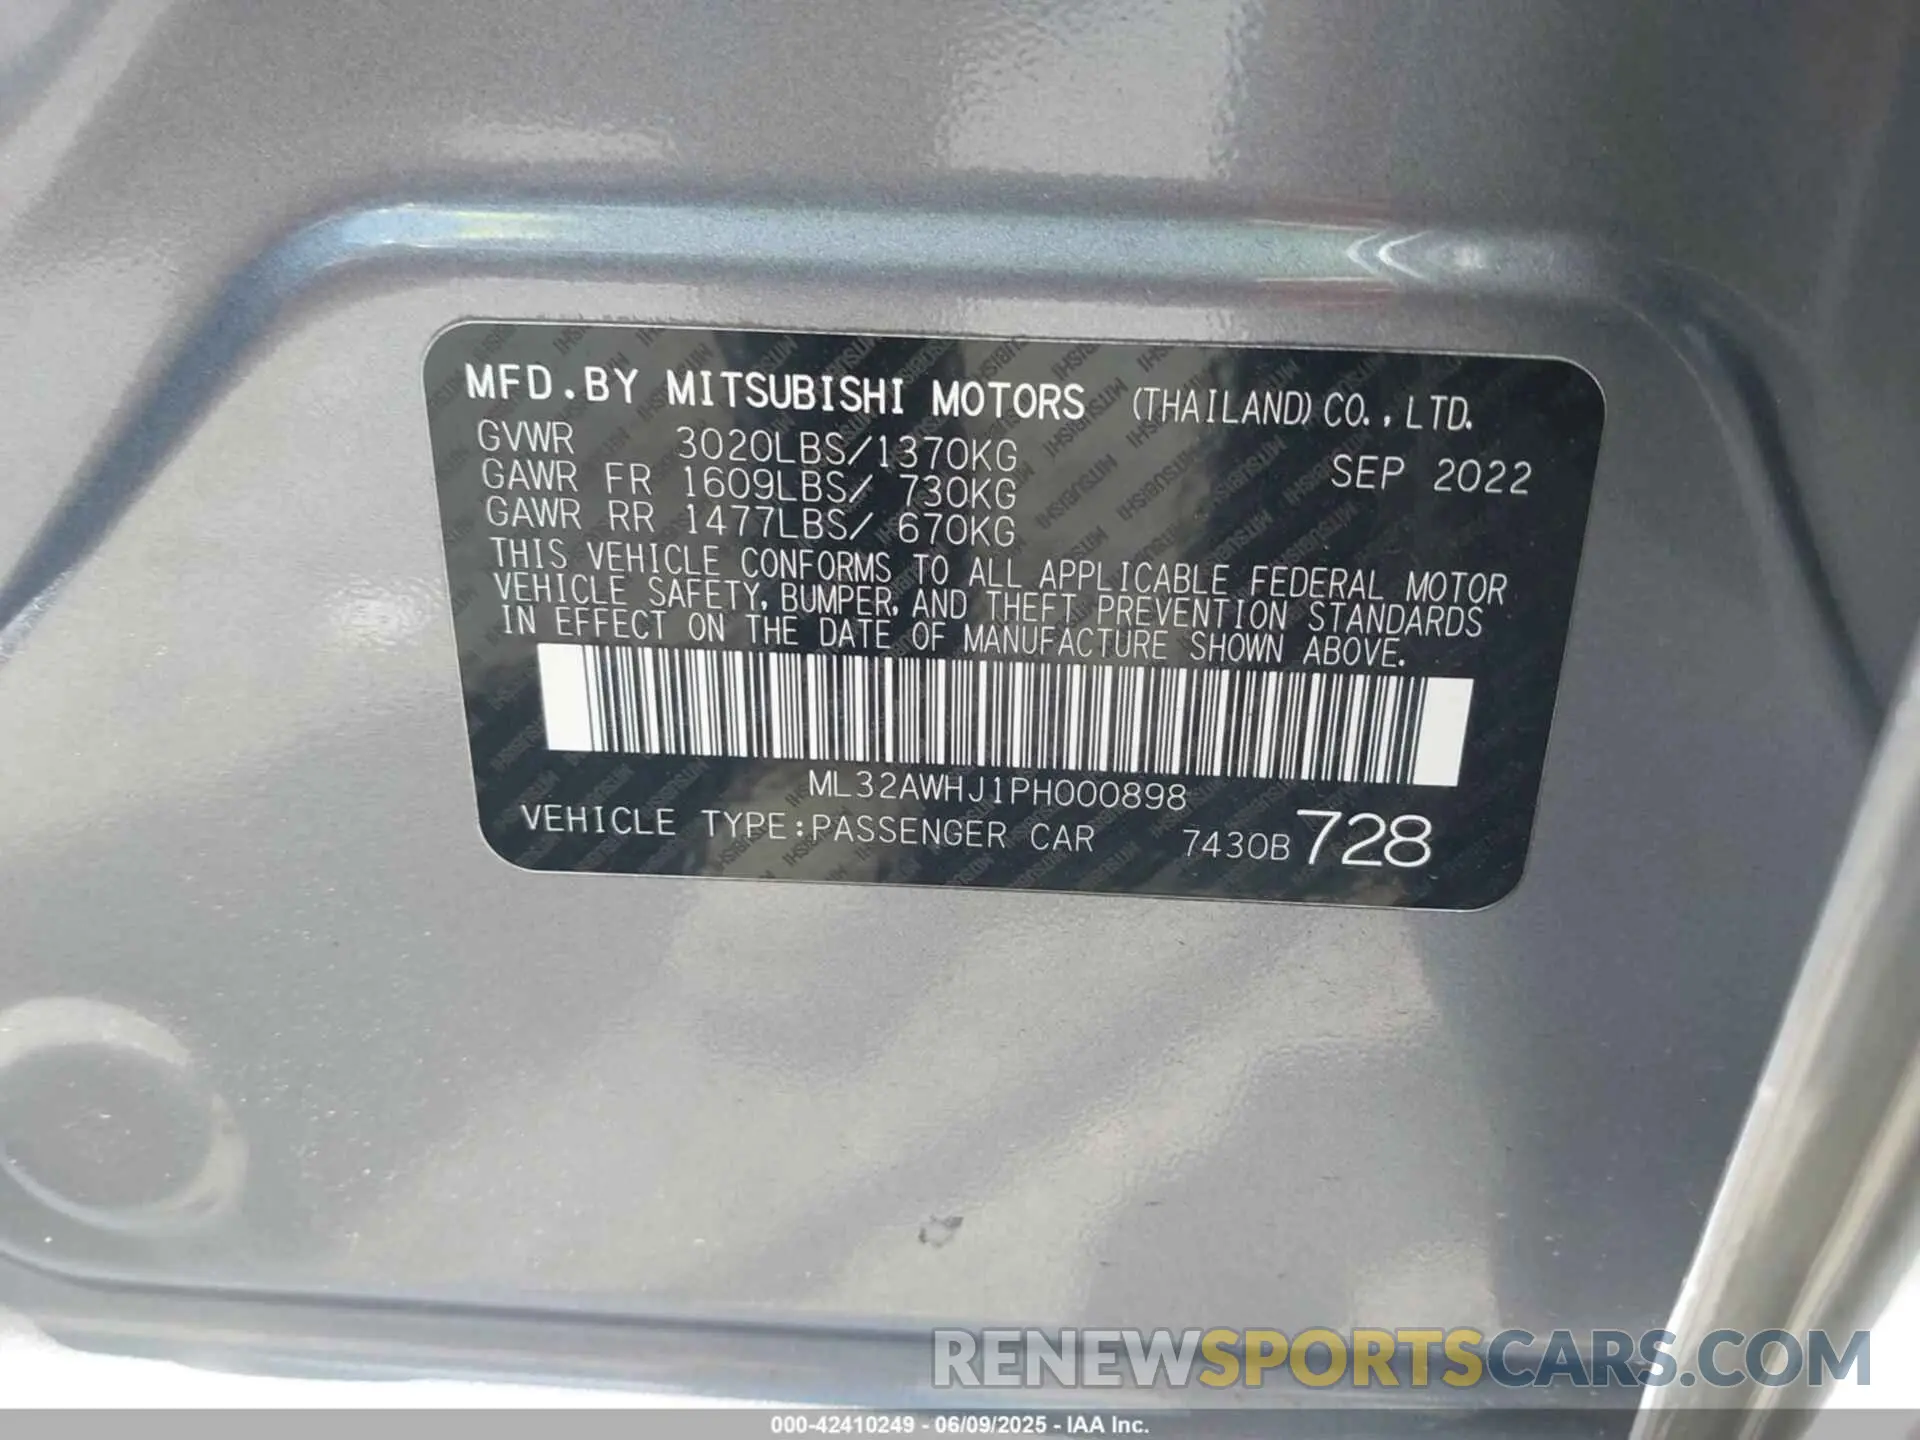 MFD.BY MITSUBISHI MOTORS (THAILAND)CO.,LTD.
GVWR 3020LBS/1370KG
SEP 2022
GAWR FR 1609LBS/ 730KG
GAWR RR 1477LBS/ 670KG
THIS VEHICLE CONFORMS TO ALL APPLICABLE FEDERAL MOTOR
VEHICLE SAFETY, BUMPER, AND THEFT PREVENTION STANDARDS
IN EFFECT ON THE DATE OF MANUFACTURE SHOWN ABOVE.
ML32AWHJ1PH000898
VEHICLE TYPE:PASSENGER CAR 7430B 728
RENEWSPORTSCARS.COM
000-42410249 - 06/09/2025 - IAA Inc.